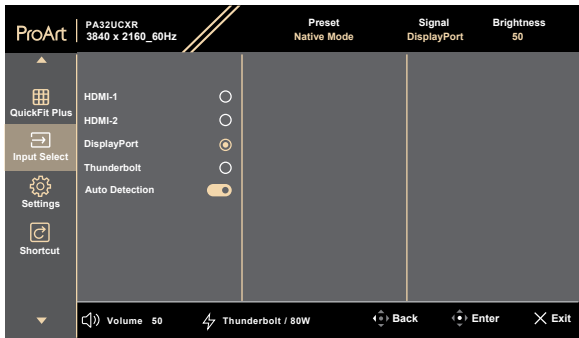 ProArt
PA32UCXR
3840 x 2160_60Hz
Preset
Native Mode
Signal
DisplayPort
Brightness
50
QuickFit Plus
Input Select
Settings
Shortcut
HDMI-1
HDMI-2
DisplayPort
Thunderbolt
Auto Detection
Volume 50
Thunderbolt / 80W
Back
Enter
Exit